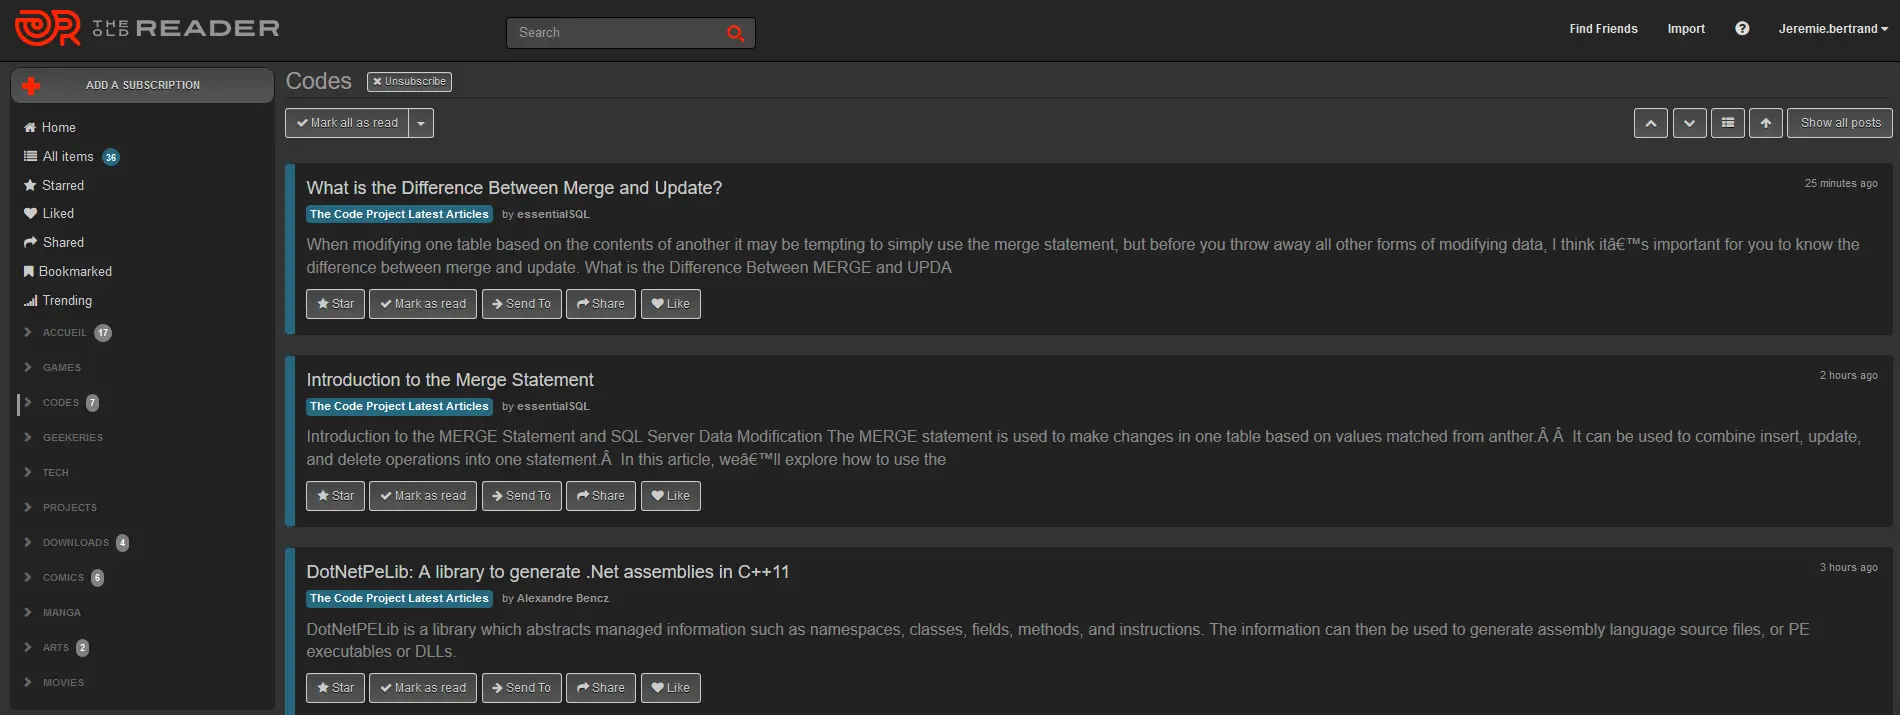 THE OLD READER
Search
Find Friends
Import
Jeremie.bertrand
ADD A SUBSCRIPTION
Home
All items 36
Starred
Liked
Shared
Bookmarked
Trending
ACCUEIL 17
GAMES
CODES 7
GEEKERIES
TECH
PROJECTS
DOWNLOADS 4
COMICS 6
MANGA
ARTS 2
MOVIES
Codes
Unsubscribe
Mark all as read
Show all posts
What is the Difference Between Merge and Update?
25 minutes ago
The Code Project Latest Articles by essentialSQL
When modifying one table based on the contents of another it may be tempting to simply use the merge statement, but before you throw away all other forms of modifying data, I think itâ€™s important for you to know the
difference between merge and update. What is the Difference Between MERGE and UPDA
Star Mark as read Send To Share Like
Introduction to the Merge Statement
2 hours ago
The Code Project Latest Articles by essentialSQL
Introduction to the MERGE Statement and SQL Server Data Modification The MERGE statement is used to make changes in one table based on values matched from anther.Â Â  It can be used to combine insert, update,
and delete operations into one statement.Â  In this article, weâ€™ll explore how to use the
Star Mark as read Send To Share Like
DotNetPeLib: A library to generate .Net assemblies in C++11
3 hours ago
The Code Project Latest Articles by Alexandre Bencz
DotNetPELib is a library which abstracts managed information such as namespaces, classes, fields, methods, and instructions. The information can then be used to generate assembly language source files, or PE
executables or DLLs.
Star Mark as read Send To Share Like